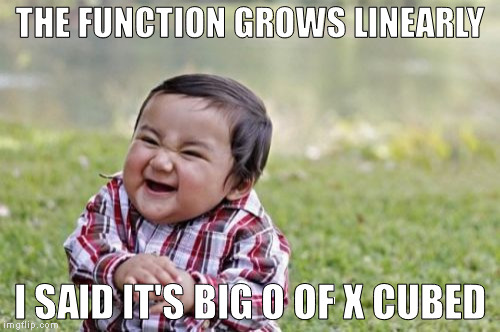 THE FUNCTION GROWS LINEARLY
I SAID IT'S BIG O OF X CUBED
imgflip.com